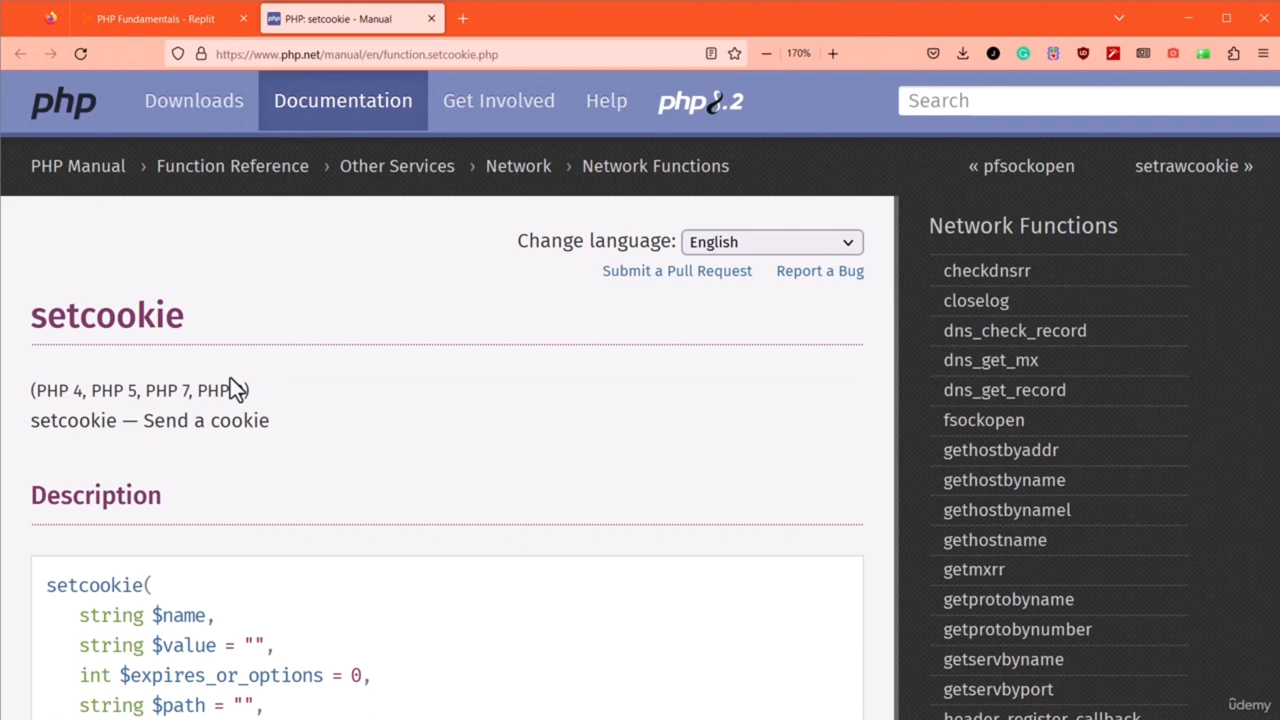 PHP Fundamentals - Replit
PHP: setcookie - Manual
https://www.php.net/manual/en/function.setcookie.php
170%
php
Downloads
Documentation
Get Involved
Help
php8.2
Search
PHP Manual › Function Reference › Other Services › Network › Network Functions
« pfsockopen
setrawcookie »
Change language: English
Submit a Pull Request
Report a Bug
setcookie
(PHP 4, PHP 5, PHP 7, PHP )
setcookie — Send a cookie
Description
setcookie(
string $name,
string $value = "",
int $expires_or_options = 0,
string $path = "",
Network Functions
checkdnsrr
closelog
dns_check_record
dns_get_mx
dns_get_record
fsockopen
gethostbyaddr
gethostbyname
gethostbynamel
gethostname
getmxrr
getprotobyname
getprotobynumber
getservbyname
getservbyport
header_register_callback
ûdemy